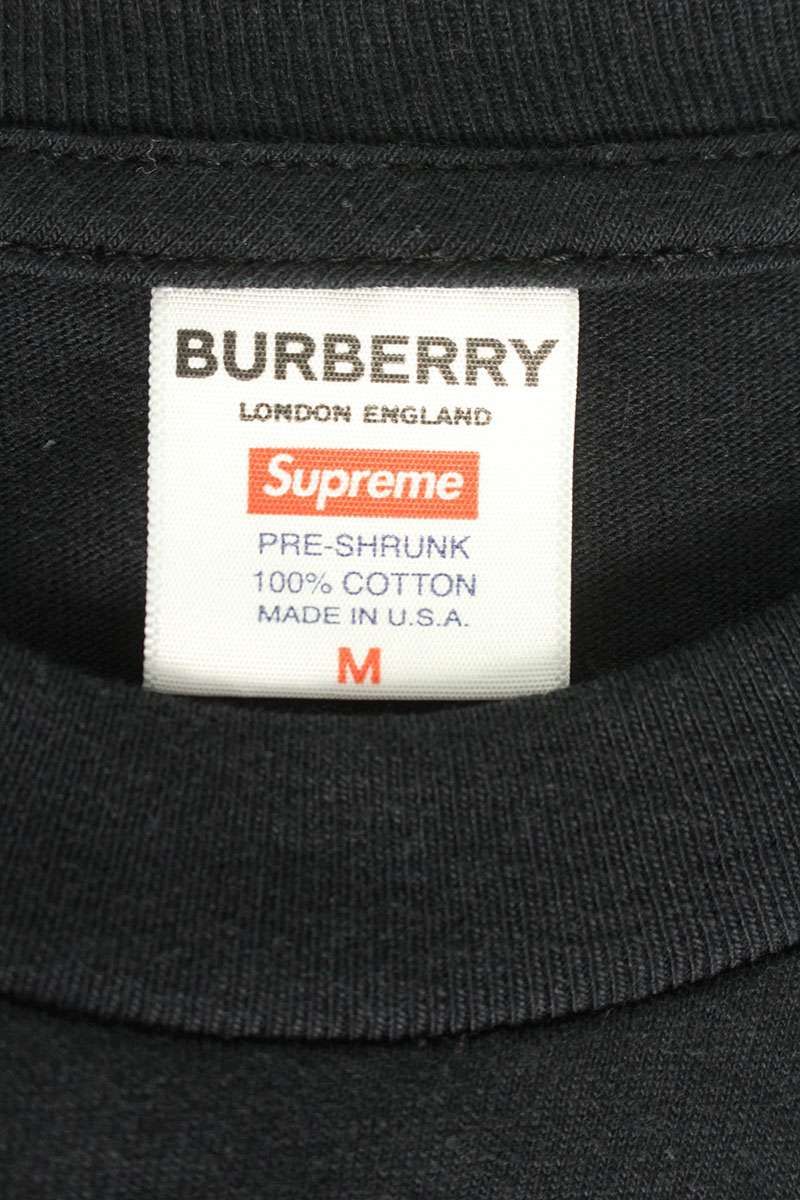 BURBERRY
LONDON ENGLAND
Supreme
PRE-SHRUNK
100% COTTON
MADE IN U.S.A.
M